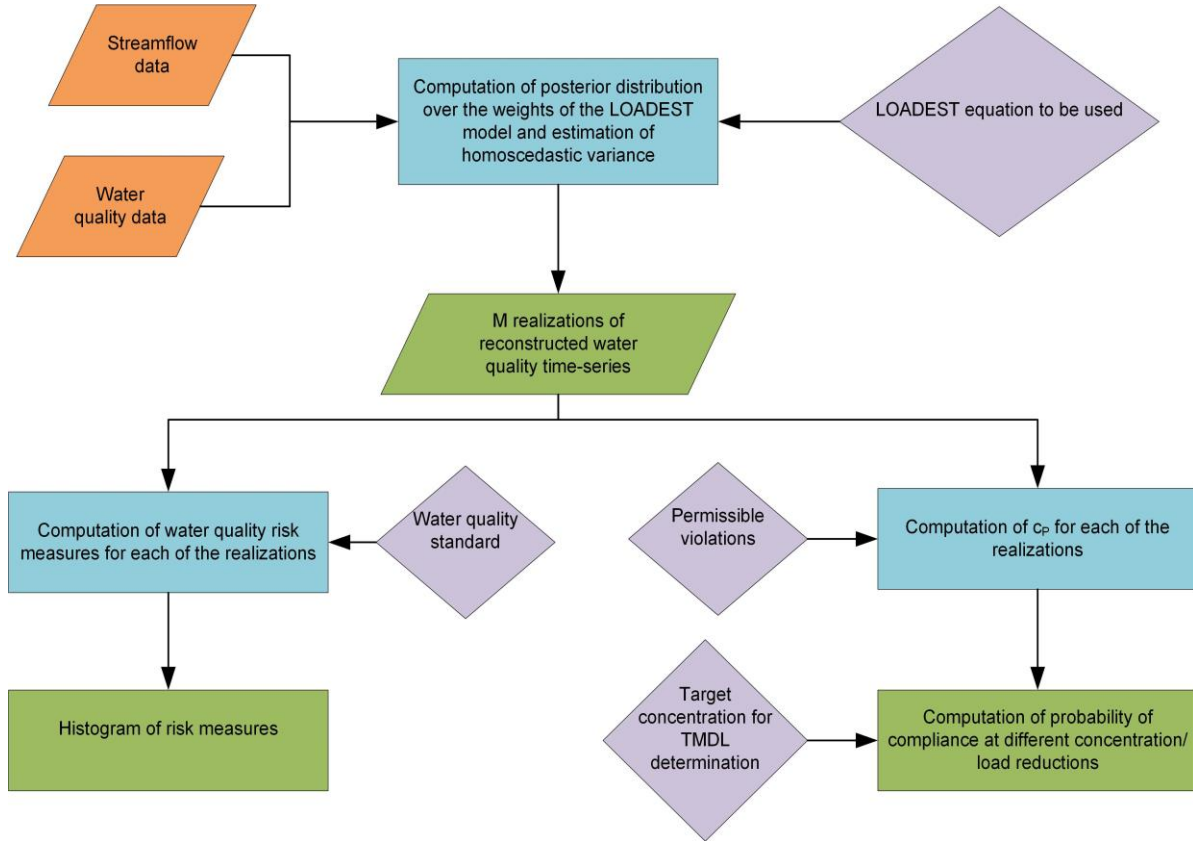 Streamflow
data
Computation of posterior distribution
over the weights of the LOADEST
model and estimation of
homoscedastic variance
LOADEST equation to be used
Water
quality data
M realizations of
reconstructed water
quality time-series
Computation of water quality risk
measures for each of the realizations
Water quality
standard
Permissible
violations
Computation of cP for each of the
realizations
Histogram of risk measures
Target
concentration for
TMDL
determination
Computation of probability of
compliance at different concentration/
load reductions